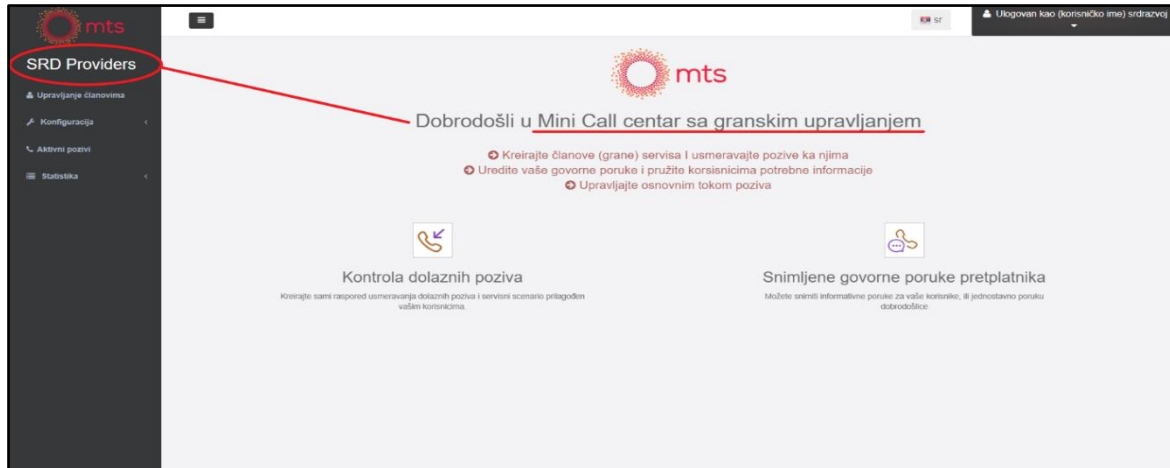 mts
SRD Providers
Upravljanje članovima
Konfiguracija
Aktivni pozivi
Statistika
sr
Ulogovan kao (korisničko ime) srdrazvoj
mts
Dobrodošli u Mini Call centar sa granskim upravljanjem
Kreirajte članove (grane) servisa I usmeravajte pozive ka njima
Uredite vaše govorne poruke i pružite korsisnicima potrebne informacije
Upravljajte osnovnim tokom poziva
Kontrola dolaznih poziva
Kreirajte sami raspored usmeravanja dolaznih poziva i servisni scenario prilagođen
vašim korisnicima.
Snimljene govorne poruke pretplatnika
Možete snimiti informativne poruke za vaše korisnike, ili jednostavno poruku
dobrodošlice.